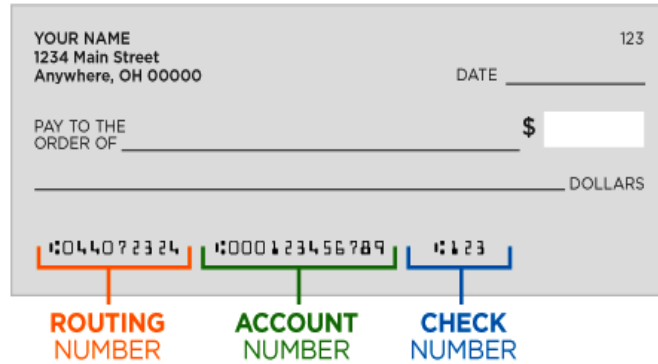 YOUR NAME 123
1234 Main Street
Anywhere, OH 00000
DATE
PAY TO THE
ORDER OF $
DOLLARS
⑆044072324 ⑆000123456789 ⑆123
ROUTING ACCOUNT CHECK
NUMBER NUMBER NUMBER